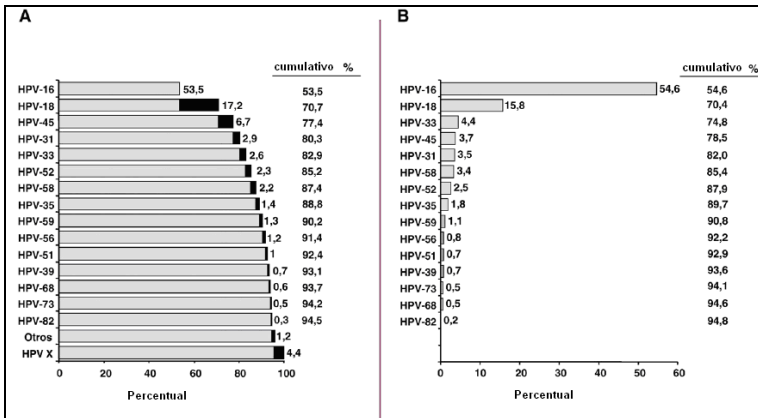 A
cumulativo %
HPV-16 53,5 53,5
HPV-18 17,2 70,7
HPV-45 6,7 77,4
HPV-31 2,9 80,3
HPV-33 2,6 82,9
HPV-52 2,3 85,2
HPV-58 2,2 87,4
HPV-35 1,4 88,8
HPV-59 1,3 90,2
HPV-56 1,2 91,4
HPV-51 1 92,4
HPV-39 0,7 93,1
HPV-68 0,6 93,7
HPV-73 0,5 94,2
HPV-82 0,3 94,5
Otros 1,2
HPV X 4,4
0 20 40 60 80 100
Percentual
B
cumulativo %
HPV-16 54,6 54,6
HPV-18 15,8 70,4
HPV-33 4,4 74,8
HPV-45 3,7 78,5
HPV-31 3,5 82,0
HPV-58 3,4 85,4
HPV-52 2,5 87,9
HPV-35 1,8 89,7
HPV-59 1,1 90,8
HPV-56 0,8 92,2
HPV-51 0,7 92,9
HPV-39 0,7 93,6
HPV-73 0,5 94,1
HPV-68 0,5 94,6
HPV-82 0,2 94,8
0 10 20 30 40 50 60
Percentual